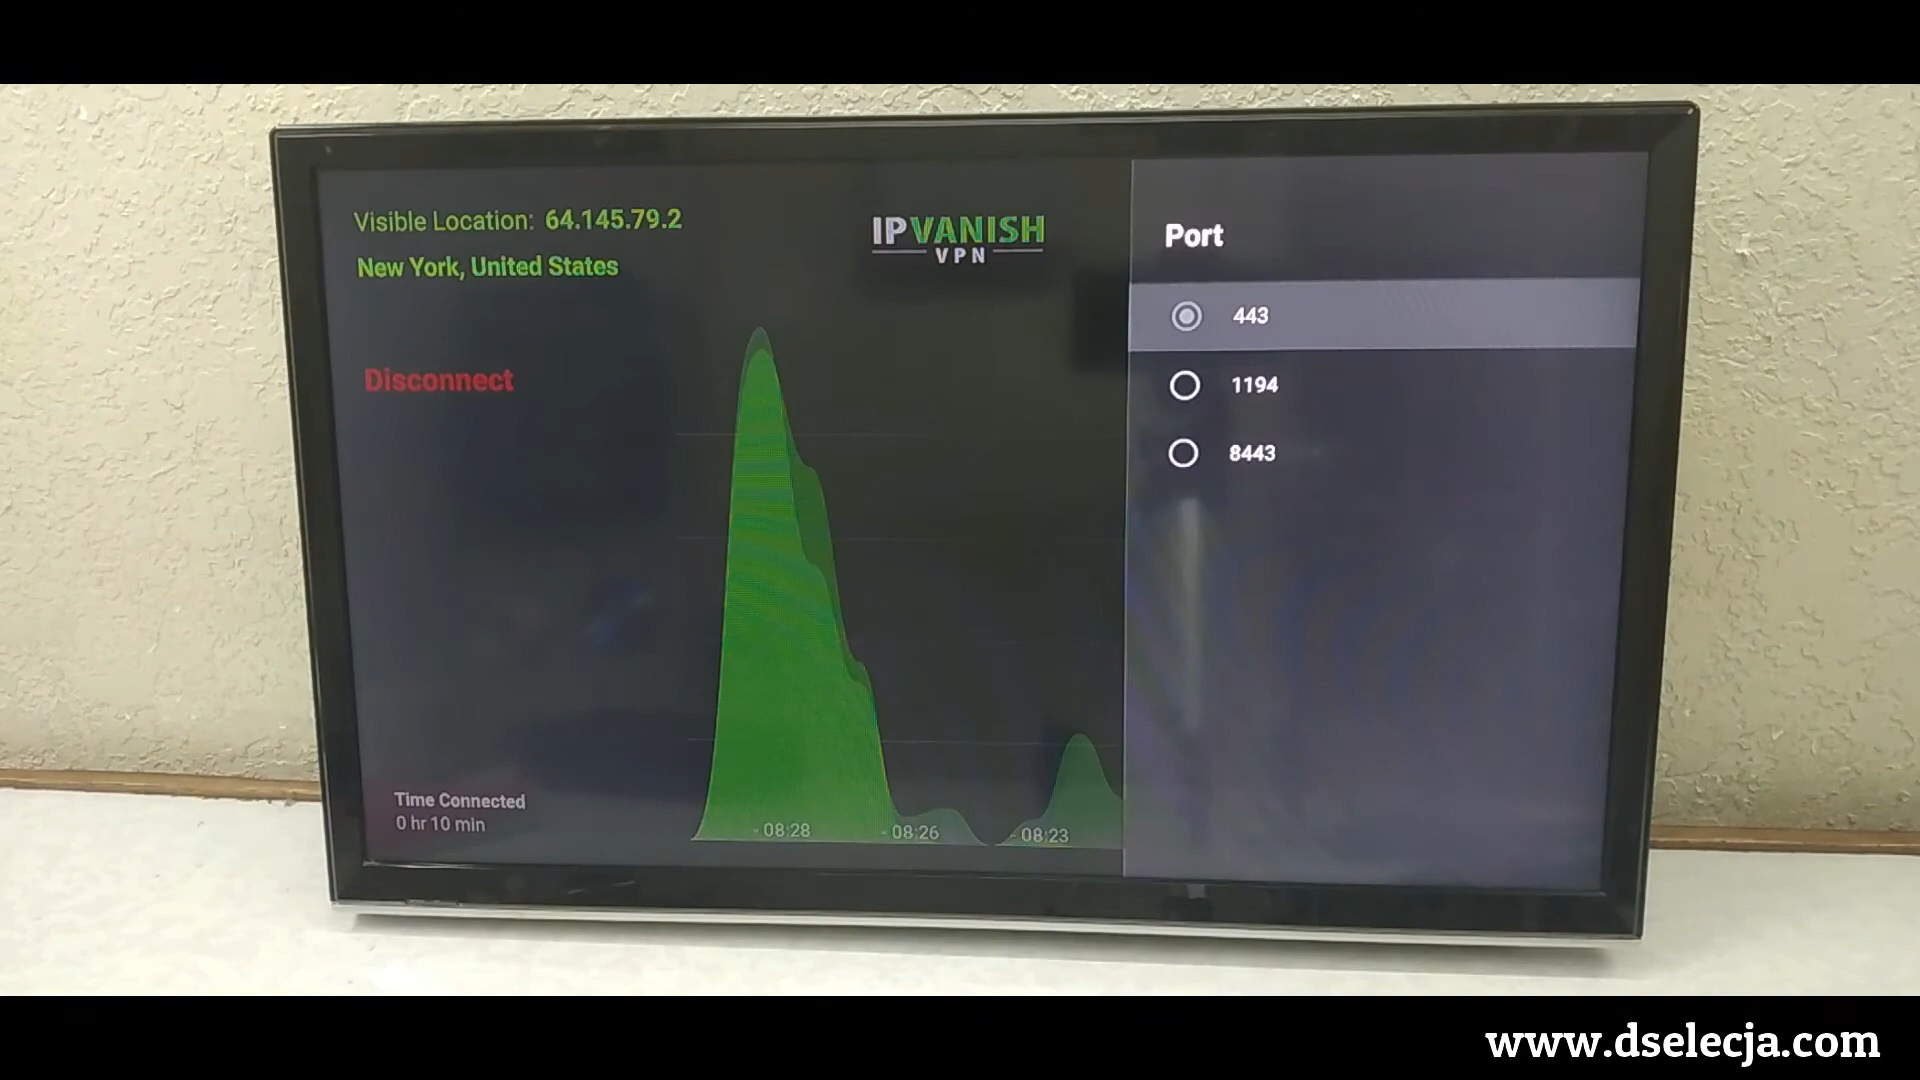 Visible Location: 64.145.79.2
New York, United States
IPVANISH
VPN
Disconnect
Time Connected
0 hr 10 min
- 08:28
- 08:26
- 08:23
Port
443
1194
8443
www.dselecja.com